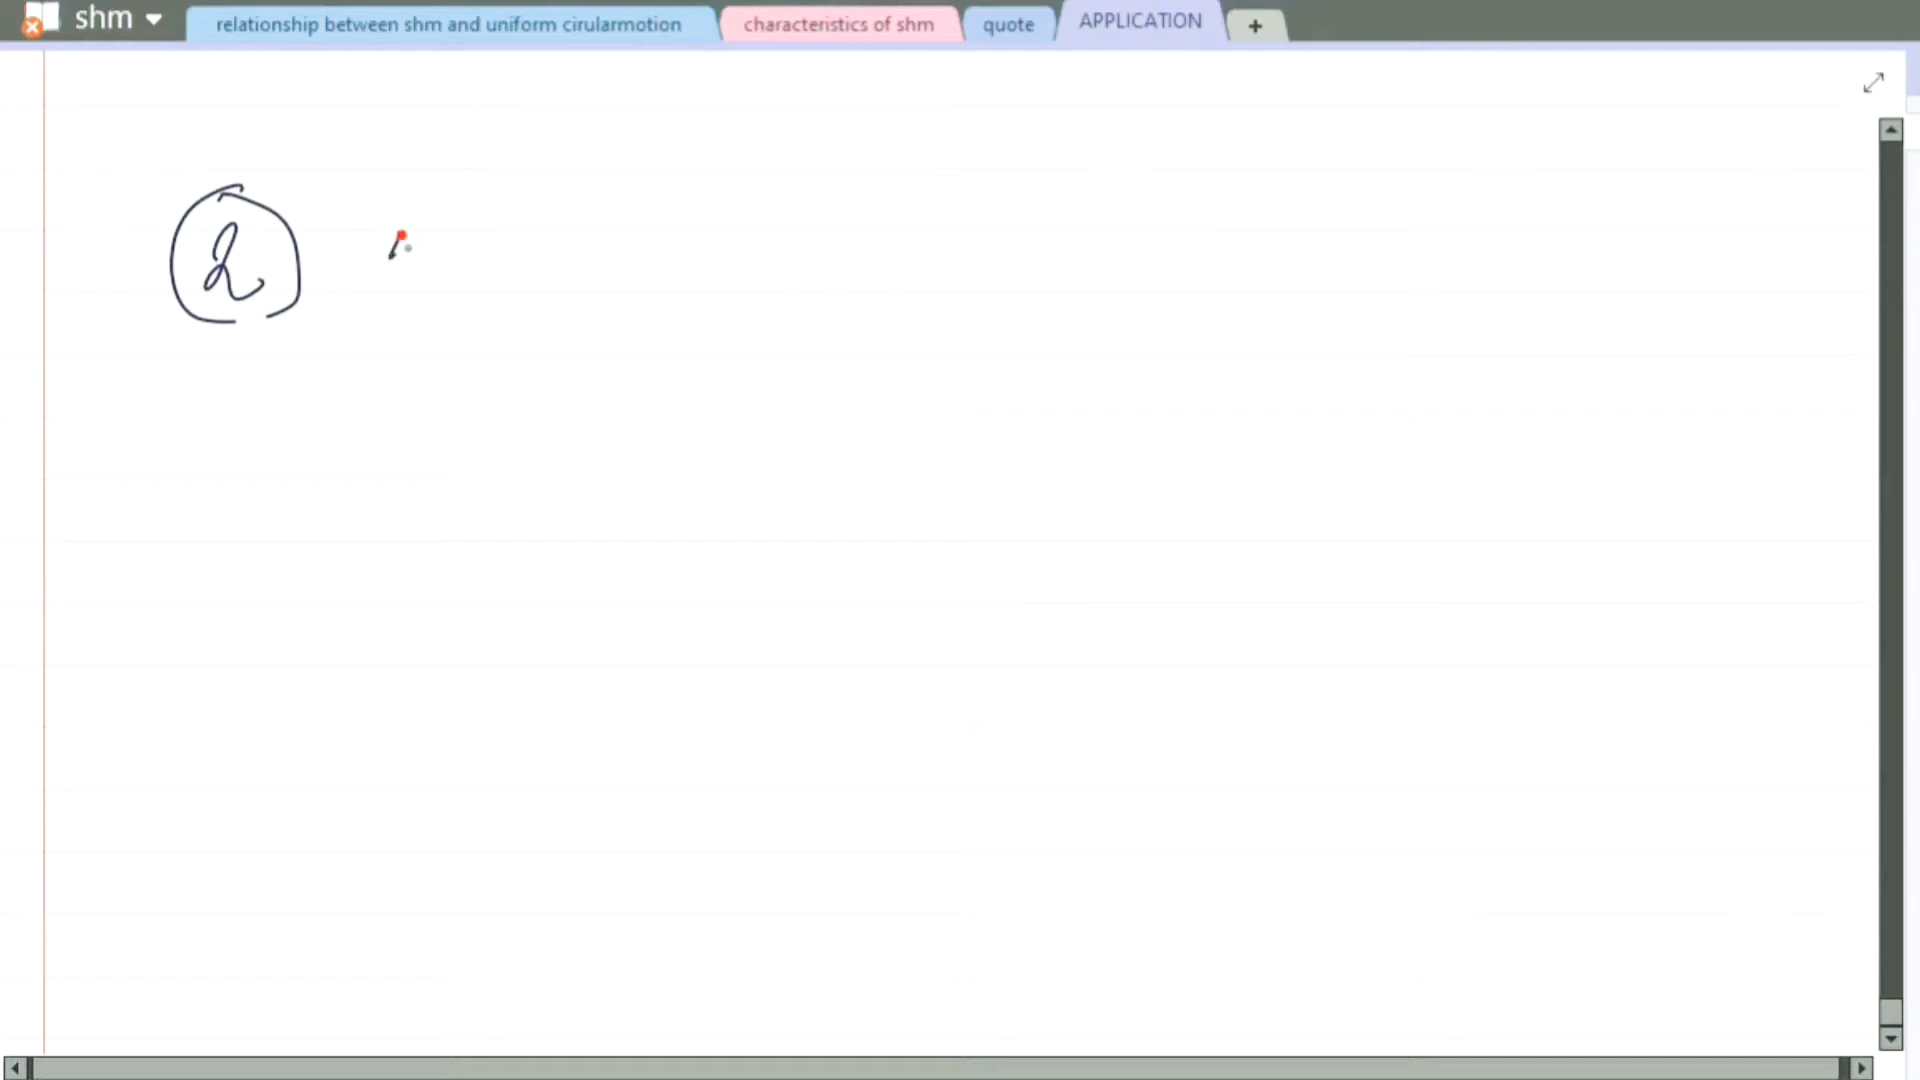 shm
relationship between shm and uniform cirularmotion
characteristics of shm
quote
APPLICATION
+
2